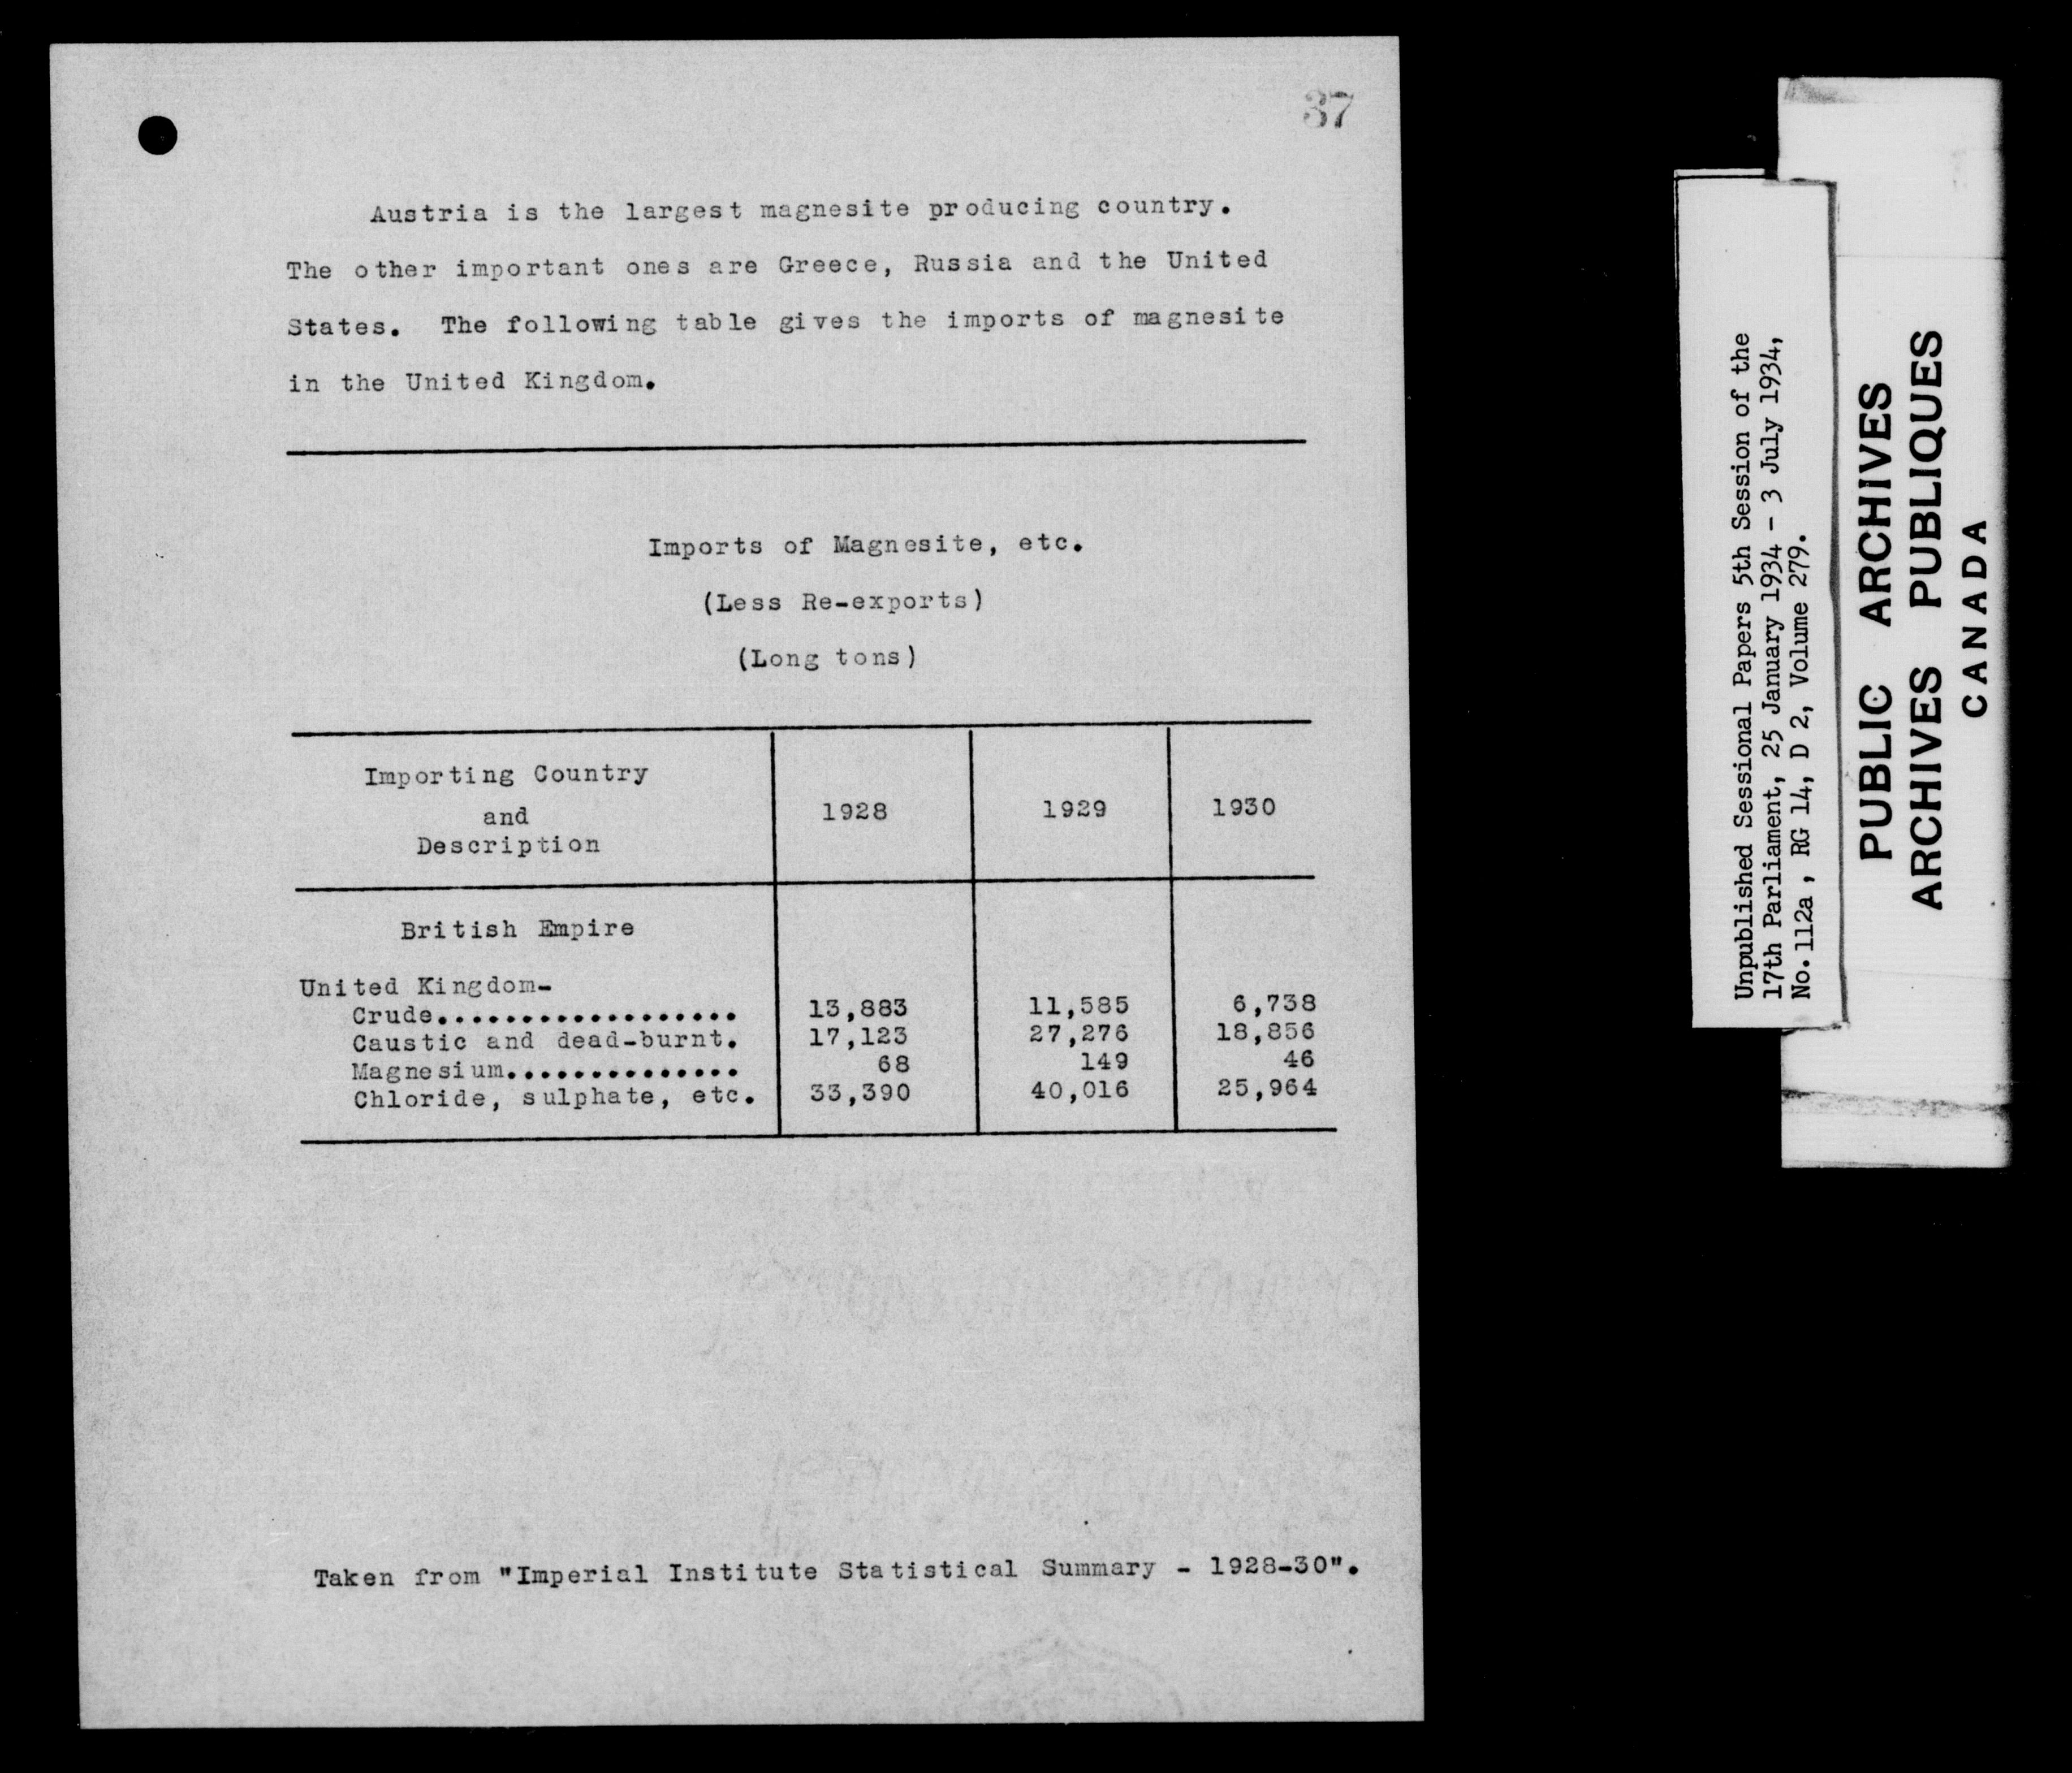 37
Austria is the largest magnesite producing country.
The other important ones are Greece, Russia and the United
States. The following table gives the imports of magnesite
in the United Kingdom.
Imports of Magnesite, etc.
(Less Re-exports)
(Long tons)
Importing Country
and
Description
1928 1929 1930
British Empire
United Kingdom-
Crude.................. 13,883 11,585 6,738
Caustic and dead-burnt. 17,123 27,276 18,856
Magnesium.............. 68 149 46
Chloride, sulphate, etc. 33,390 40,016 25,964
Taken from "Imperial Institute Statistical Summary - 1928-30".
Unpublished Sessional Papers 5th Session of the
17th Parliament, 25 January 1934 - 3 July 1934,
No. 112a , RG 14, D 2, Volume 279.
PUBLIC ARCHIVES
ARCHIVES PUBLIQUES
CANADA